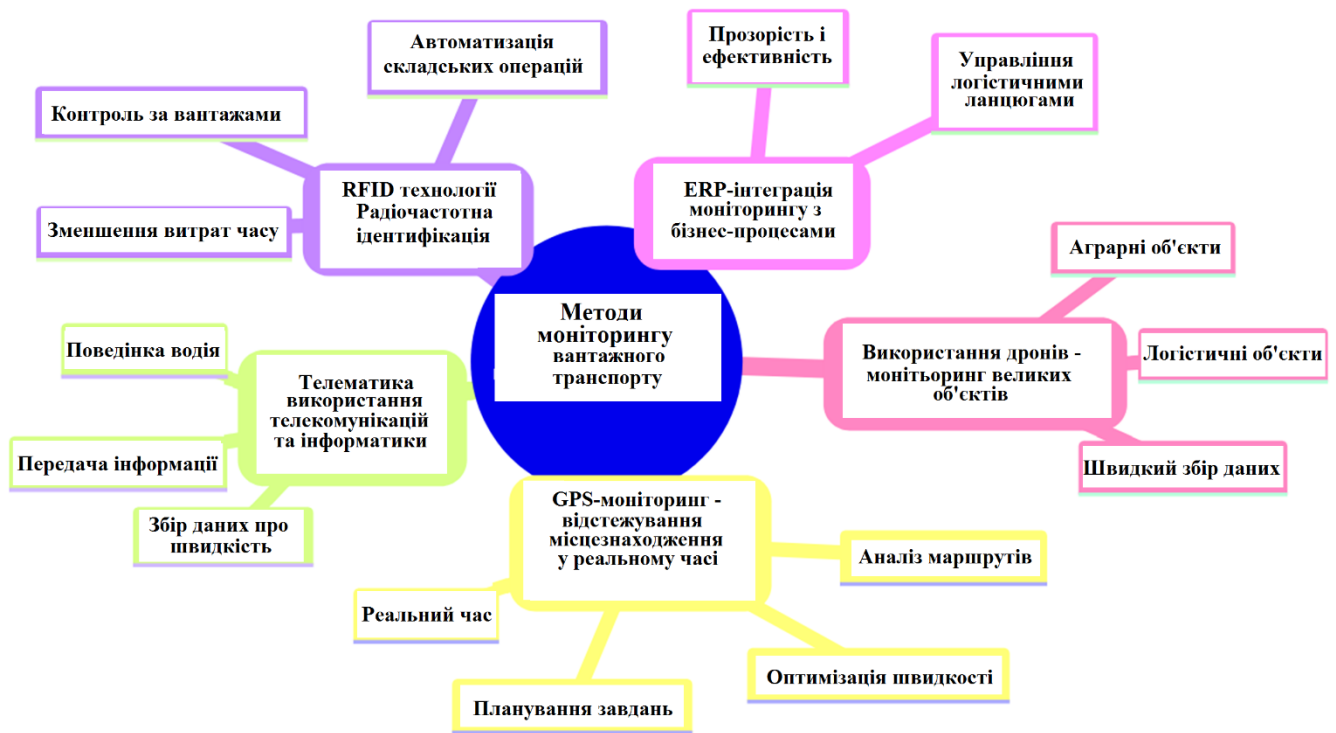 Прозорість і
ефективність
Автоматизація
складських операцій
Управління
логістичними
ланцюгами
Контроль за вантажами
RFID технології
Радіочастотна
ідентифікація
ERP-інтеграція
моніторингу з
бізнес-процесами
Зменшення витрат часу
Аграрні об'єкти
Методи
моніторингу
вантажного
транспорту
Поведінка водія
Використання дронів -
монітьоринг великих
об'єктів
Логістичні об'єкти
Телематика
використання
телекомунікацій
та інформатики
Передача інформації
Швидкий збір даних
Збір даних про
швидкість
GPS-моніторинг -
відстежування
місцезнаходження
у реальному часі
Аналіз маршрутів
Реальний час
Оптимізація швидкості
Планування завдань